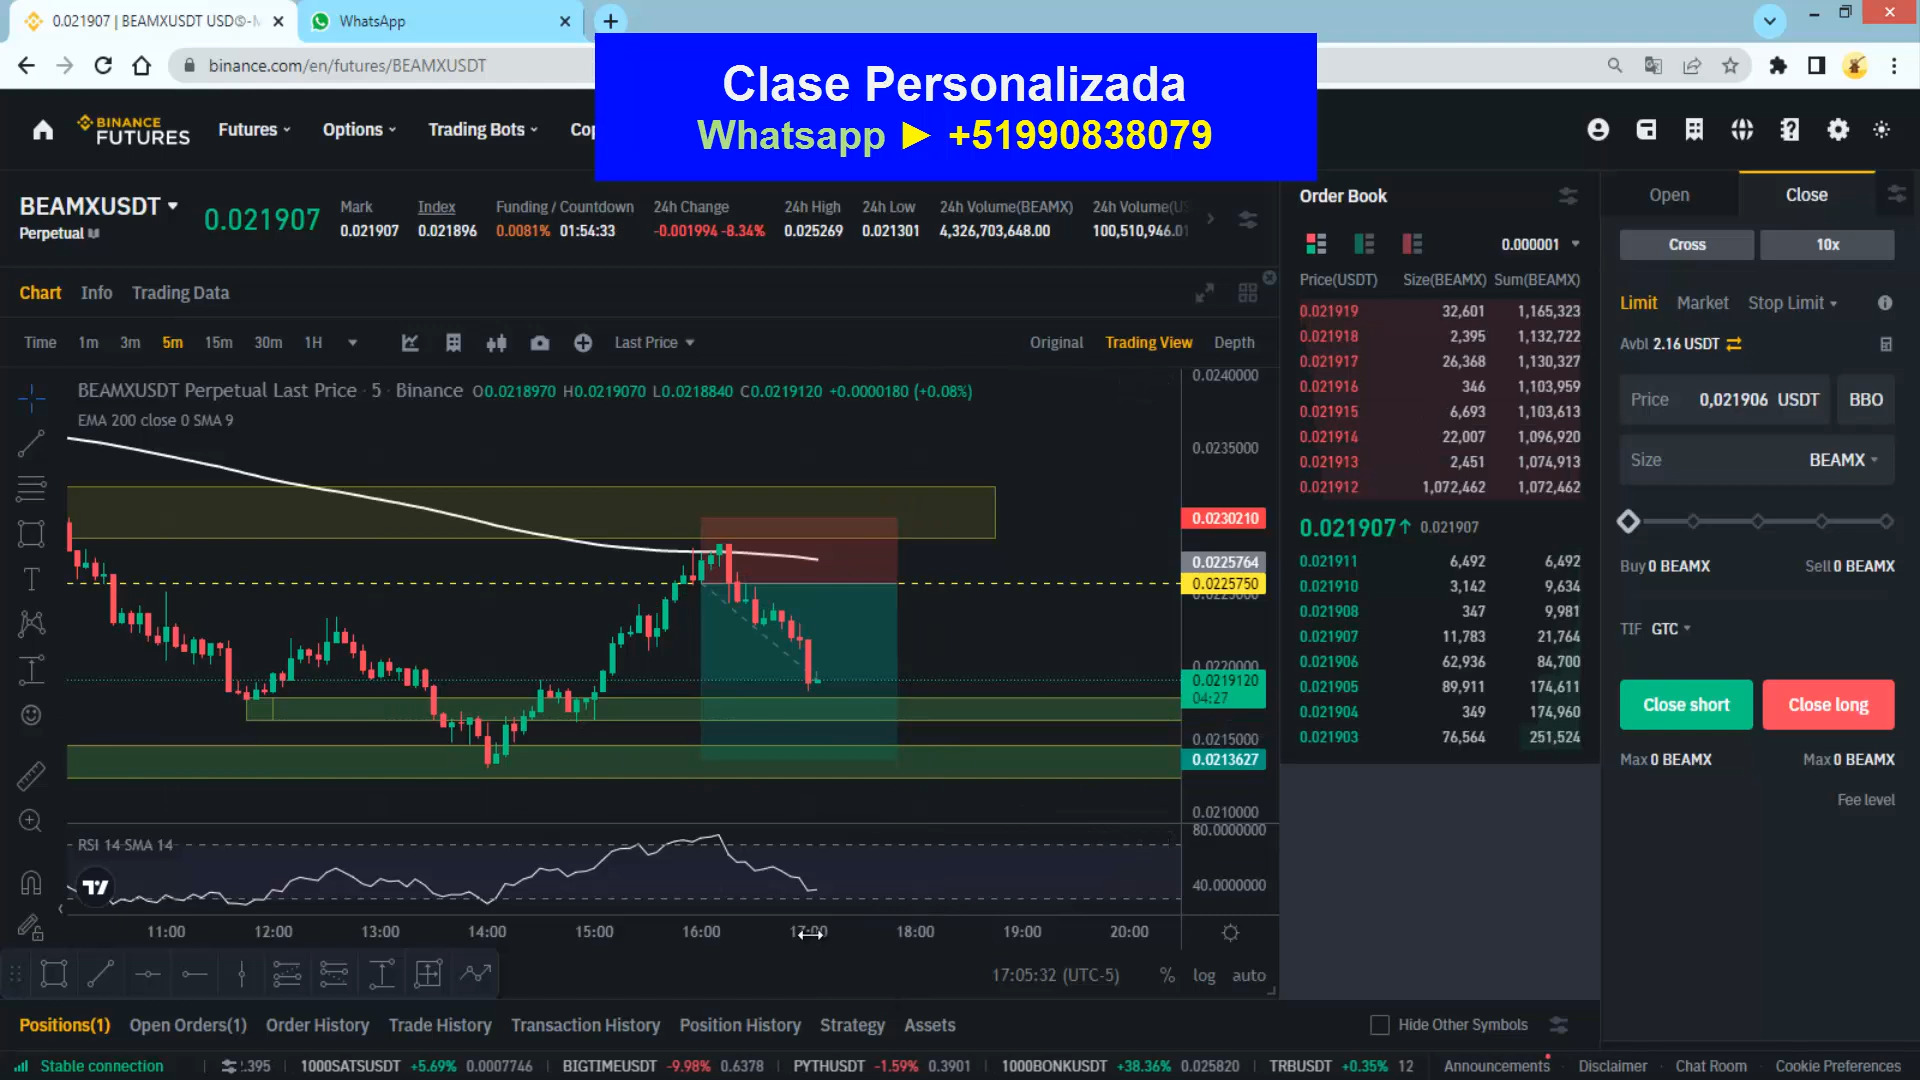 0.021907 | BEAMXUSDT USD®-M
WhatsApp
binance.com/en/futures/BEAMXUSDT
Clase Personalizada
Whatsapp ► +51990838079
BINANCE
FUTURES
Futures
Options
Trading Bots
Cop
BEAMXUSDT
Perpetual
0.021907
Mark
0.021907
Index
0.021896
Funding / Countdown
0.0081% 01:54:33
24h Change
-0.001994 -8.34%
24h High
0.025269
24h Low
0.021301
24h Volume(BEAMX)
4,326,703,648.00
24h Volume(US
100,510,946.01
Chart Info Trading Data
Time 1m 3m 5m 15m 30m 1H
Last Price
Original Trading View Depth
BEAMXUSDT Perpetual Last Price · 5 · Binance O0.0218970 H0.0219070 L0.0218840 C0.0219120 +0.0000180 (+0.08%)
EMA 200 close 0 SMA 9
0.0240000
0.0235000
0.0230210
0.0225764
0.0225750
0.0225000
0.0220000
0.0219120
04:27
0.0215000
0.0213627
0.0210000
80.0000000
RSI 14 SMA 14
40.0000000
11:00 12:00 13:00 14:00 15:00 16:00 17:00 18:00 19:00 20:00
17:05:32 (UTC-5) % log auto
Order Book
0.000001
Price(USDT) Size(BEAMX) Sum(BEAMX)
0.021919 32,601 1,165,323
0.021918 2,395 1,132,722
0.021917 26,368 1,130,327
0.021916 346 1,103,959
0.021915 6,693 1,103,613
0.021914 22,007 1,096,920
0.021913 2,451 1,074,913
0.021912 1,072,462 1,072,462
0.021907↑ 0.021907
0.021911 6,492 6,492
0.021910 3,142 9,634
0.021908 347 9,981
0.021907 11,783 21,764
0.021906 62,936 84,700
0.021905 89,911 174,611
0.021904 349 174,960
0.021903 76,564 251,524
Open Close
Cross 10x
Limit Market Stop Limit
Avbl 2.16 USDT
Price 0,021906 USDT BBO
Size BEAMX
Buy 0 BEAMX Sell 0 BEAMX
TIF GTC
Close short Close long
Max 0 BEAMX Max 0 BEAMX
Fee level
Positions(1) Open Orders(1) Order History Trade History Transaction History Position History Strategy Assets
Hide Other Symbols
Stable connection
.395 1000SATSUSDT +5.69% 0.0007746 BIGTIMEUSDT -9.98% 0.6378 PYTHUSDT -1.59% 0.3901 1000BONKUSDT +38.36% 0.025820 TRBUSDT +0.35% 12
Announcements Disclaimer Chat Room Cookie Preferences